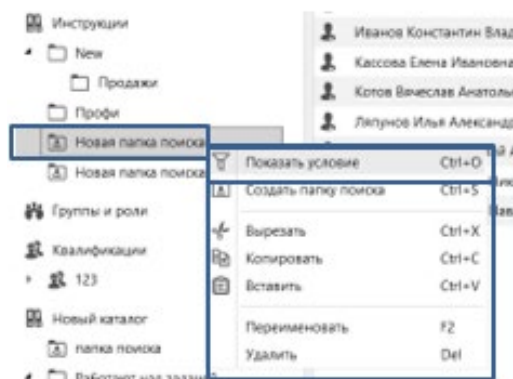 Инструкции
New
Продажи
Профи
Новая папка поиска
Новая папка поиска
Группы и роли
Квалификации
123
Новый каталог
папка поиска
Работают над
Иванов Константин Влад
Кассова Елена Ивановна
Котов Вячеслав Анатоль
Ляпунов Илья Александр
Показать условие Ctrl+O
Создать папку поиска Ctrl+S
Вырезать Ctrl+X
Копировать Ctrl+C
Вставить Ctrl+V
Переименовать F2
Удалить Del